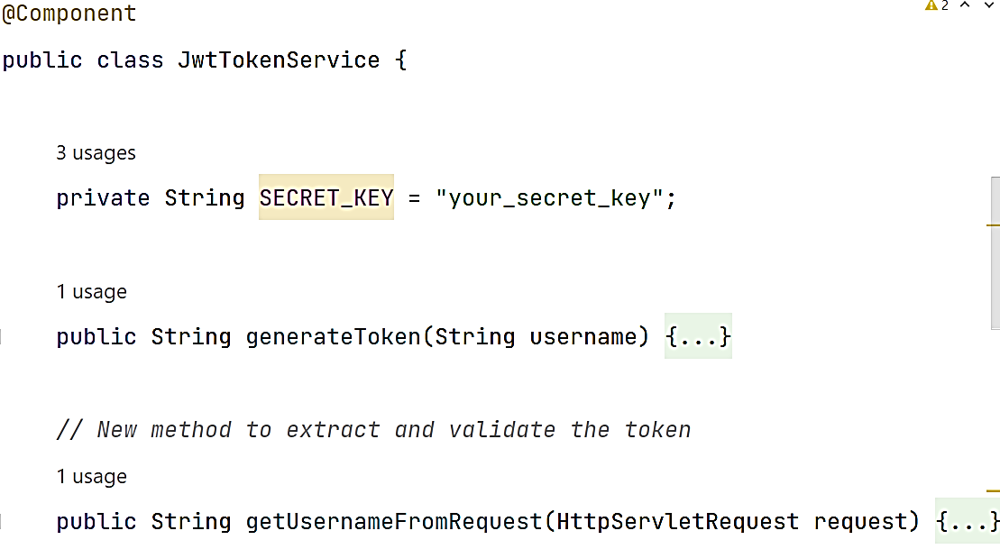 @Component
2
public class JwtTokenService {
3 usages
private String SECRET_KEY = "your_secret_key";
1 usage
public String generateToken(String username) {...}
// New method to extract and validate the token
1 usage
public String getUsernameFromRequest(HttpServletRequest request) {...}